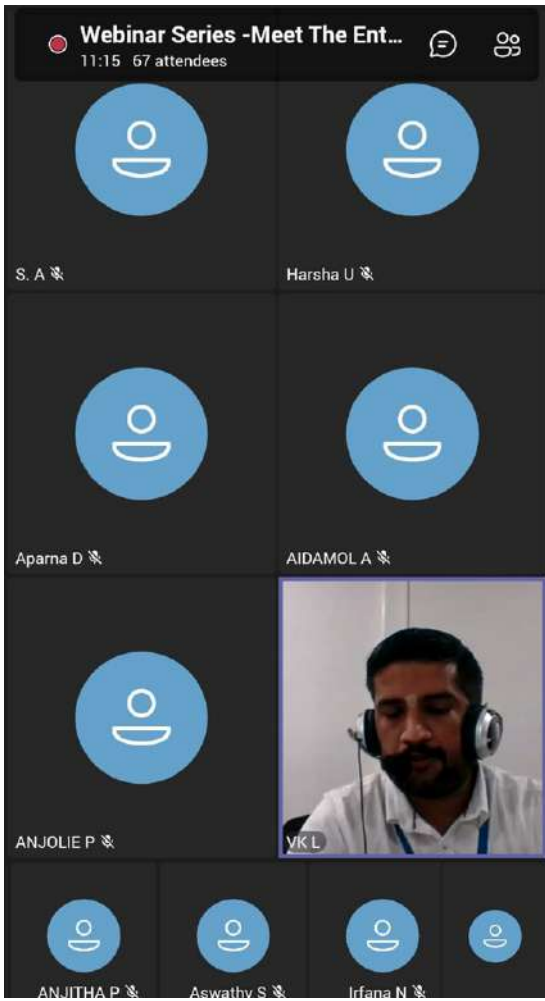 Webinar Series -Meet The Ent...
11:15 67 attendees
S. A
Harsha U
Aparna D
AIDAMOL A
ANJOLIE P
VK L
ANJITHA P
Aswathy S
Irfana N